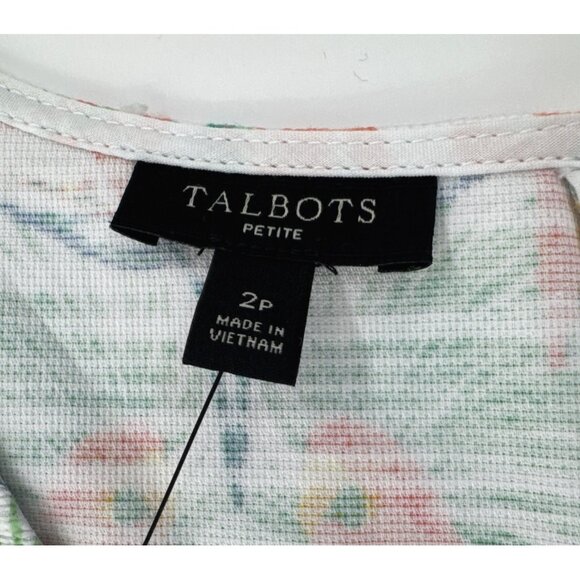 TALBOTS
PETITE
2P
MADE IN
VIETNAM